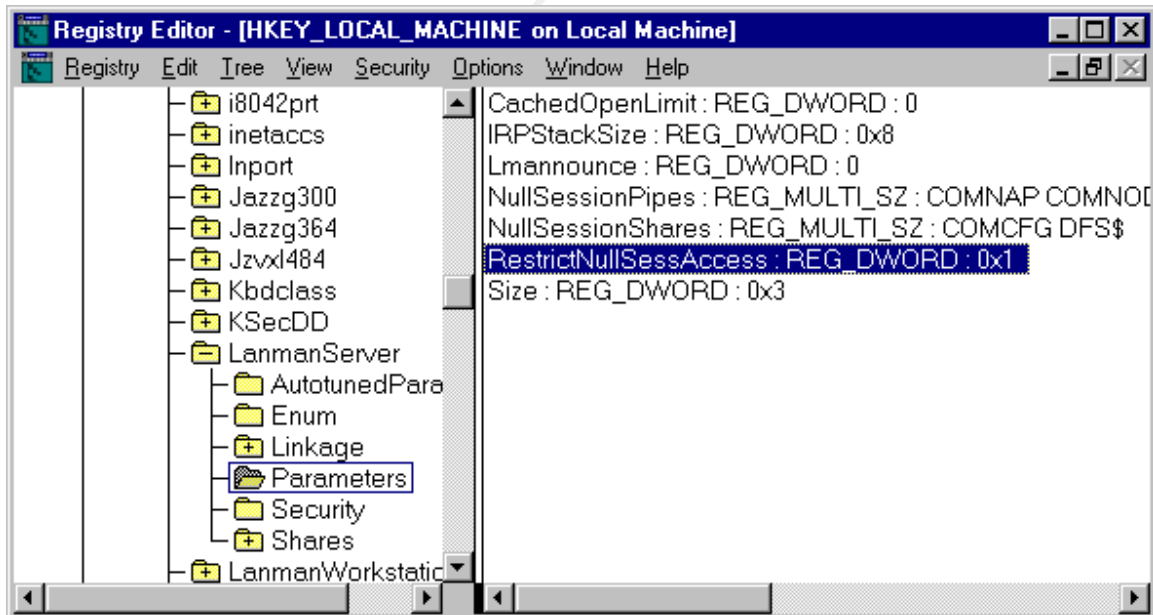 Registry Editor - [HKEY_LOCAL_MACHINE on Local Machine]
Registry Edit Tree View Security Options Window Help
i8042prt
inetaccs
Inport
Jazzg300
Jazzg364
Jzvxl484
Kbdclass
KSecDD
LanmanServer
AutotunedPara
Enum
Linkage
Parameters
Security
Shares
LanmanWorkstatic
CachedOpenLimit : REG_DWORD : 0
IRPStackSize : REG_DWORD : 0x8
Lmannounce : REG_DWORD : 0
NullSessionPipes : REG_MULTI_SZ : COMNAP COMNOD
NullSessionShares : REG_MULTI_SZ : COMCFG DFS$
RestrictNullSessAccess : REG_DWORD : 0x1
Size : REG_DWORD : 0x3